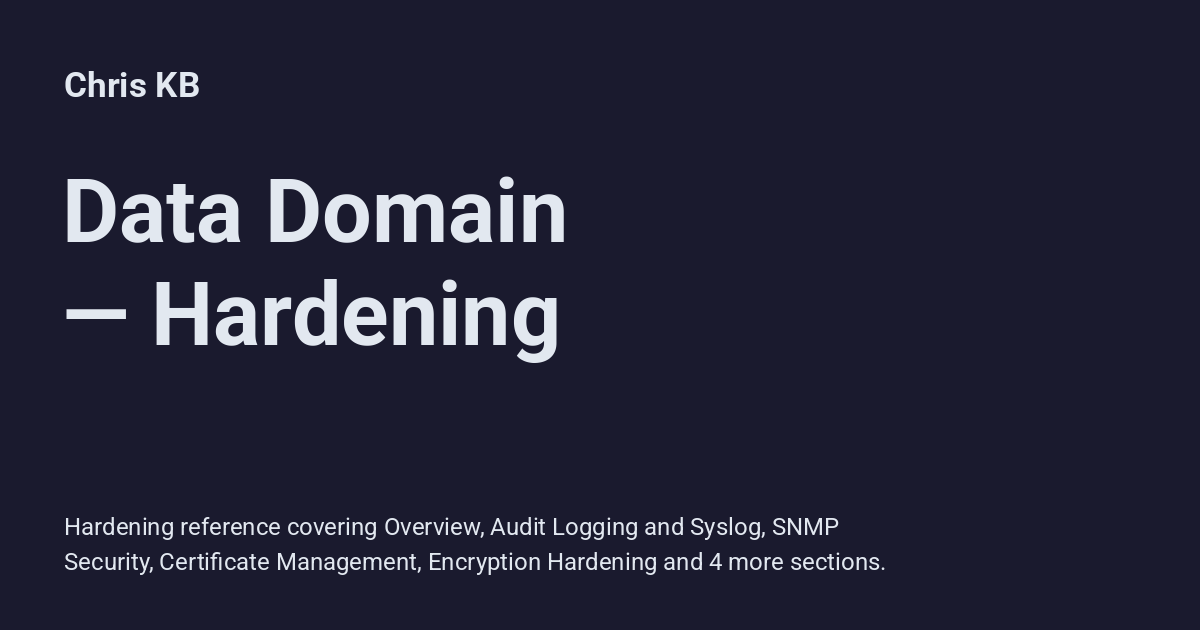 Chris KB
Data Domain
— Hardening
Hardening reference covering Overview, Audit Logging and Syslog, SNMP
Security, Certificate Management, Encryption Hardening and 4 more sections.